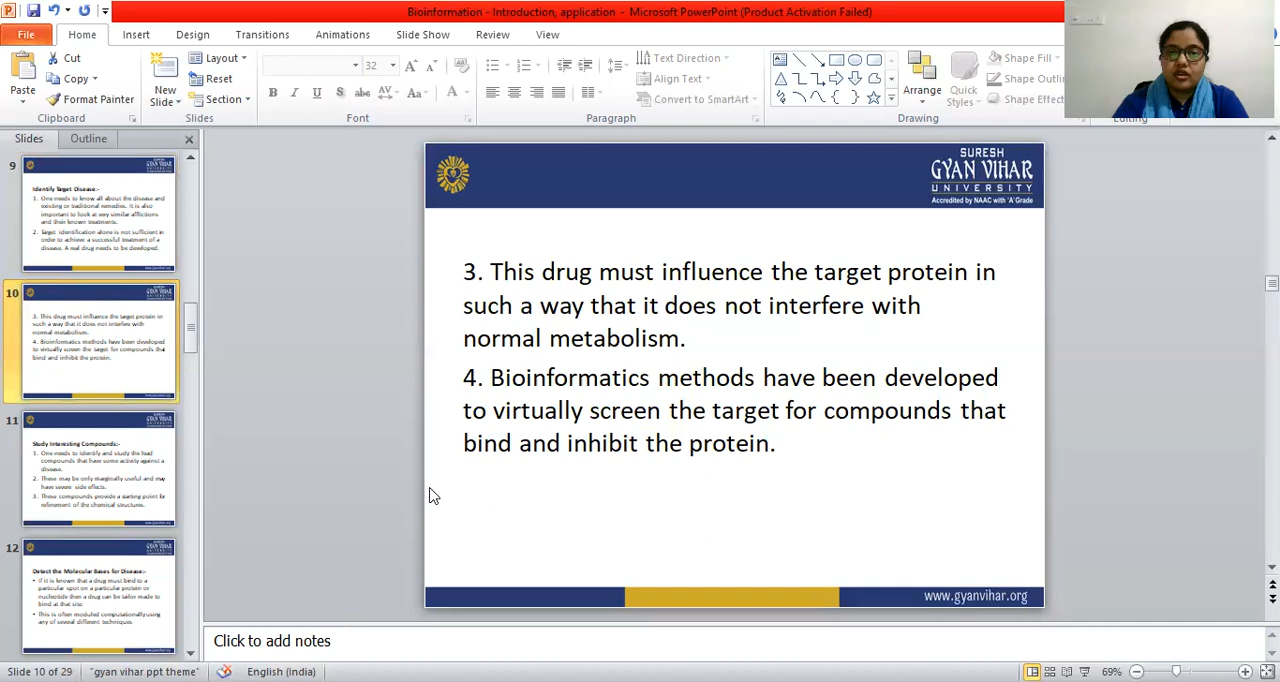 Bioinformation - Introduction, application - Microsoft PowerPoint (Product Activation Failed)
File Home Insert Design Transitions Animations Slide Show Review View
Paste
Cut
Copy
Format Painter
Clipboard
New Slide
Layout
Reset
Section
Slides
32
Font
Text Direction
Align Text
Convert to SmartArt
Paragraph
Arrange
Quick Styles
Shape Fill
Shape Outli
Shape Effect
Drawing
Editing
Slides Outline
9
Identify Target Disease:-
1. One needs to know all about the disease and
existing or traditional remedies. It is also
important to look at very similar afflictions
and their known treatments.
2. Target identification alone is not sufficient in
order to achieve a successful treatment of a
disease. A real drug needs to be developed.
10
3. This drug must influence the target protein in
such a way that it does not interfere with
normal metabolism.
4. Bioinformatics methods have been developed
to virtually screen the target for compounds that
bind and inhibit the protein.
11
Study Interesting Compounds:-
1. One needs to identify and study the lead
compounds that have some activity against a
disease.
2. These may be only marginally useful and may
have severe side effects.
3. These compounds provide a starting point for
refinement of the chemical structures.
12
Detect the Molecular Bases for Disease:-
• If it is known that a drug must bind to a
particular spot on a particular protein or
nucleotide then a drug can be tailor made to
bind at that site.
• This is often modeled computationally using
any of several different techniques
SURESH
GYAN VIHAR
UNIVERSITY
Accredited by NAAC with 'A' Grade
3. This drug must influence the target protein in
such a way that it does not interfere with
normal metabolism.
4. Bioinformatics methods have been developed
to virtually screen the target for compounds that
bind and inhibit the protein.
www.gyanvihar.org
Click to add notes
Slide 10 of 29 "gyan vihar ppt theme" English (India) 69%